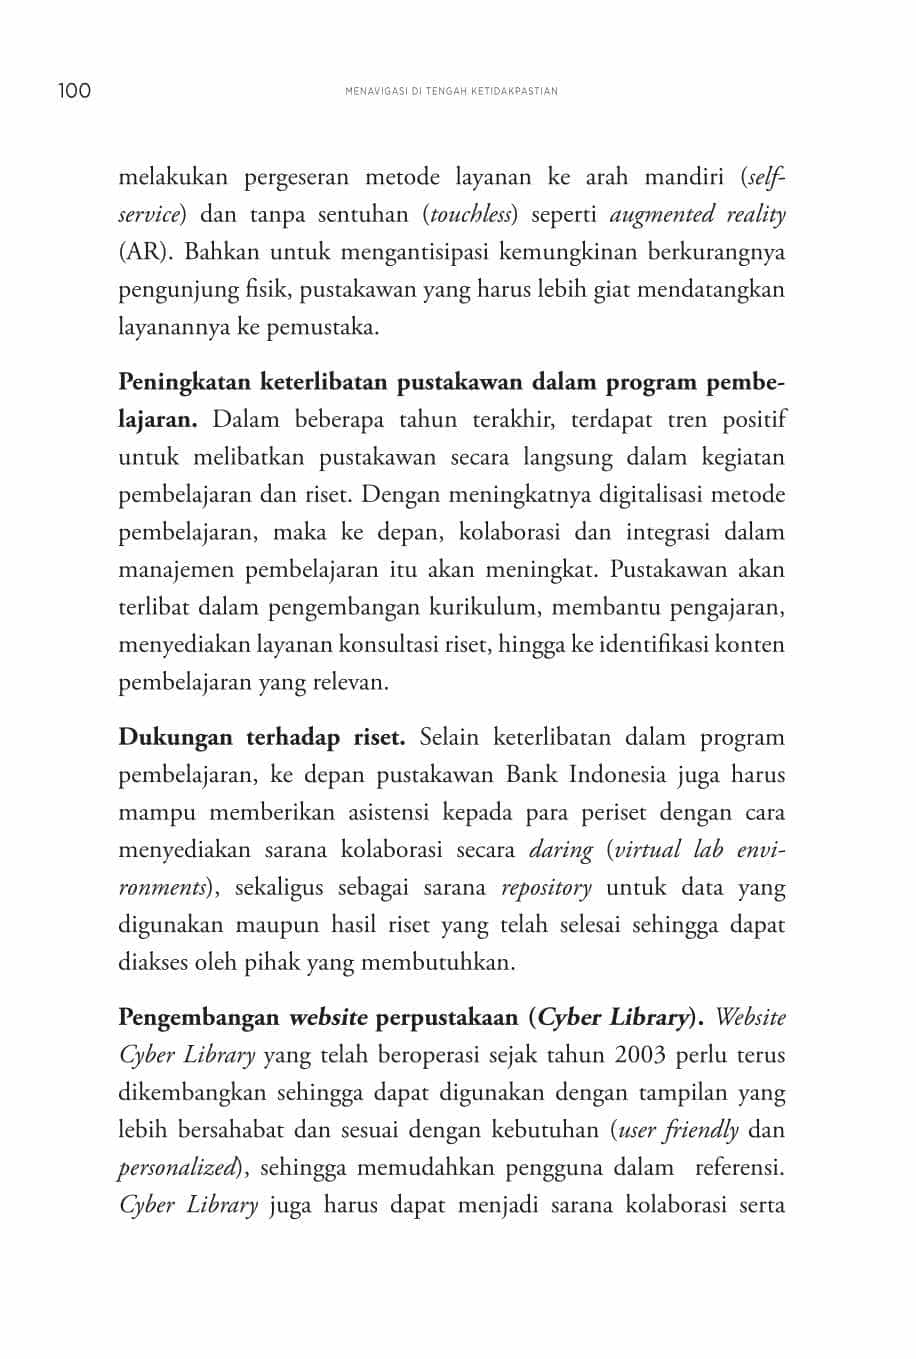 100
MENAVIGASI DI TENGAH KETIDAKPASTIAN
melakukan pergeseran metode layanan ke arah mandiri (self-
service) dan tanpa sentuhan (touchless) seperti augmented reality
(AR). Bahkan untuk mengantisipasi kemungkinan berkurangnya
pengunjung fisik, pustakawan yang harus lebih giat mendatangkan
layanannya ke pemustaka.
Peningkatan keterlibatan pustakawan dalam program pembe-
lajaran. Dalam beberapa tahun terakhir, terdapat tren positif
untuk melibatkan pustakawan secara langsung dalam kegiatan
pembelajaran dan riset. Dengan meningkatnya digitalisasi metode
pembelajaran, maka ke depan, kolaborasi dan integrasi dalam
manajemen pembelajaran itu akan meningkat. Pustakawan akan
terlibat dalam pengembangan kurikulum, membantu pengajaran,
menyediakan layanan konsultasi riset, hingga ke identifikasi konten
pembelajaran yang relevan.
Dukungan terhadap riset. Selain keterlibatan dalam program
pembelajaran, ke depan pustakawan Bank Indonesia juga harus
mampu memberikan asistensi kepada para periset dengan cara
menyediakan sarana kolaborasi secara daring (virtual lab envi-
ronments), sekaligus sebagai sarana repository untuk data yang
digunakan maupun hasil riset yang telah selesai sehingga dapat
diakses oleh pihak yang membutuhkan.
Pengembangan website perpustakaan (Cyber Library). Website
Cyber Library yang telah beroperasi sejak tahun 2003 perlu terus
dikembangkan sehingga dapat digunakan dengan tampilan yang
lebih bersahabat dan sesuai dengan kebutuhan (user friendly dan
personalized), sehingga memudahkan pengguna dalam referensi.
Cyber Library juga harus dapat menjadi sarana kolaborasi serta